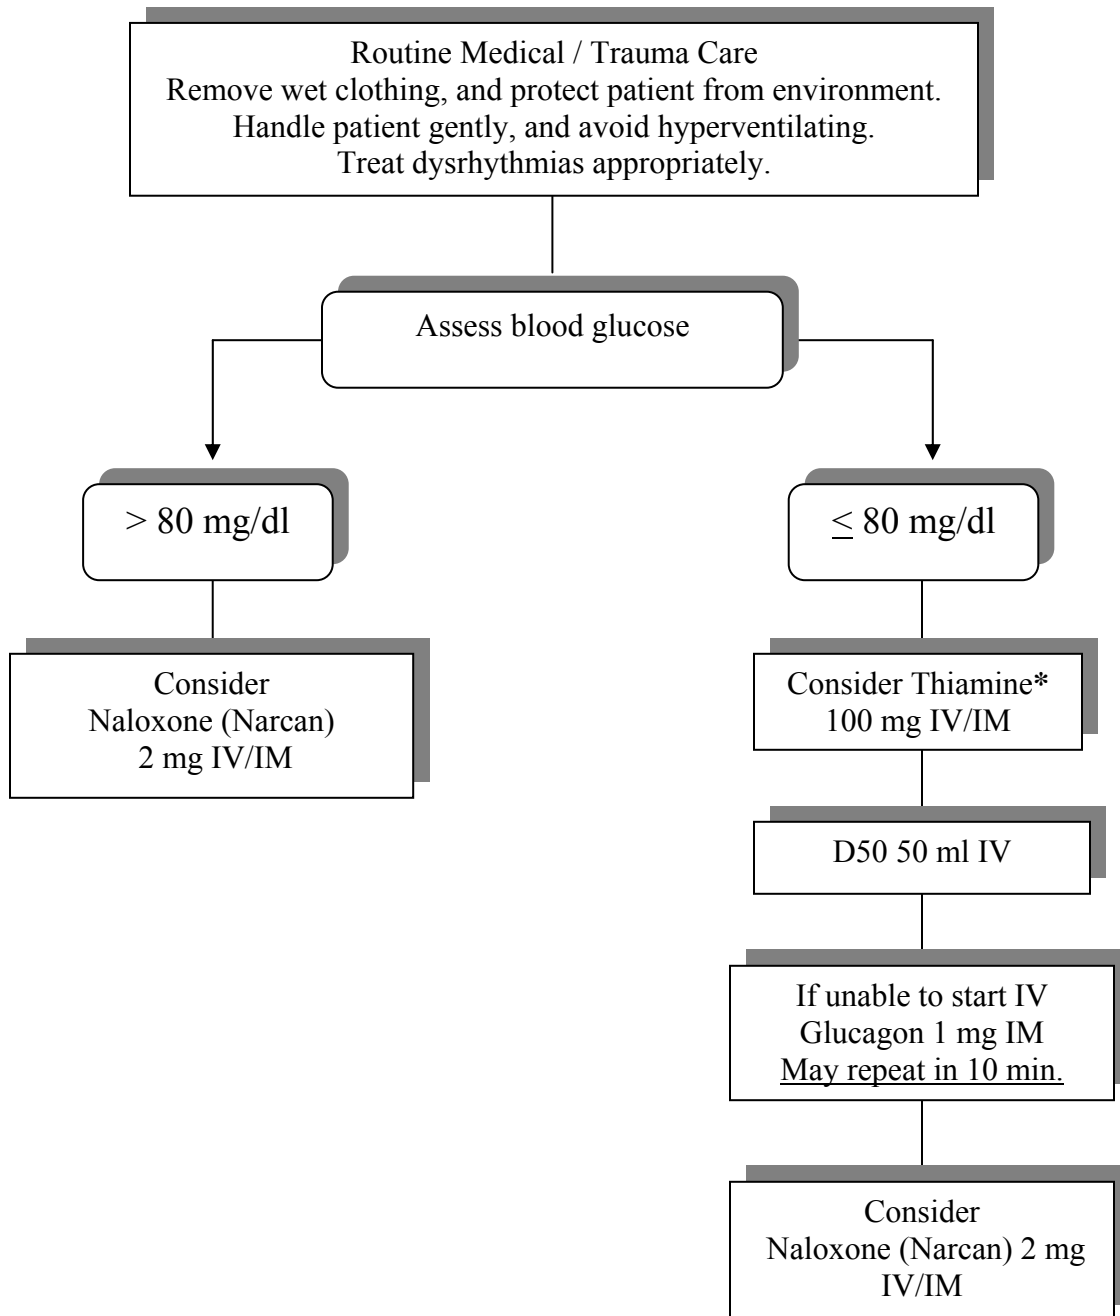 Routine Medical / Trauma Care
Remove wet clothing, and protect patient from environment.
Handle patient gently, and avoid hyperventilating.
Treat dysrhythmias appropriately.
Assess blood glucose
> 80 mg/dl
Consider
Naloxone (Narcan)
2 mg IV/IM
≤ 80 mg/dl
Consider Thiamine*
100 mg IV/IM
D50 50 ml IV
If unable to start IV
Glucagon 1 mg IM
May repeat in 10 min.
Consider
Naloxone (Narcan) 2 mg
IV/IM